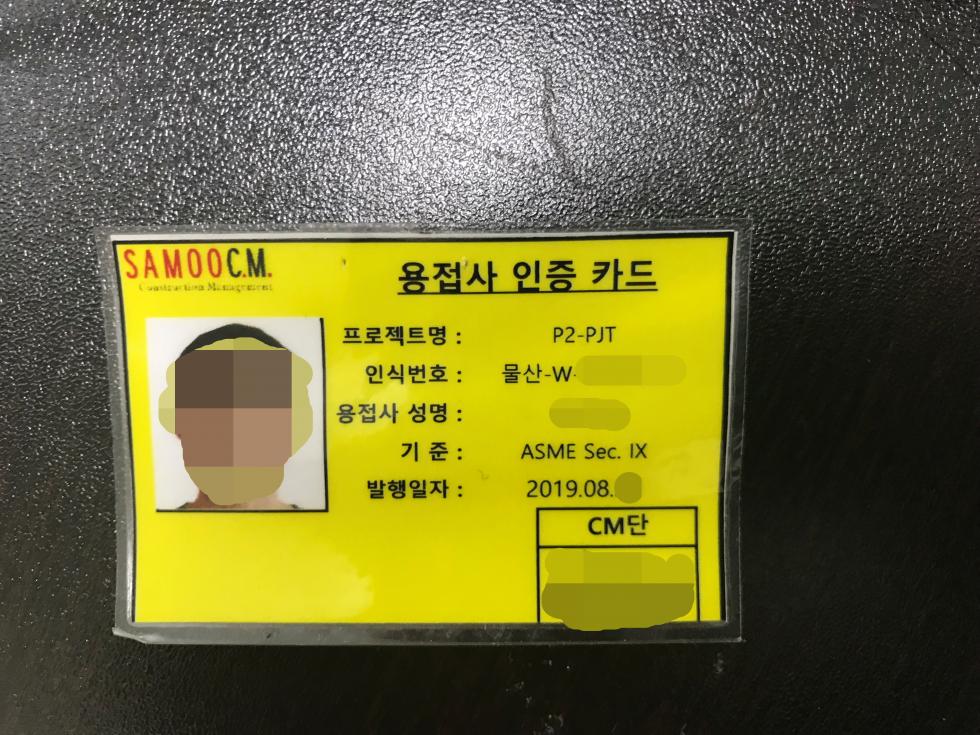 SAMOO C.M.
Construction Management
용접사 인증 카드
프로젝트명 : P2-PJT
인식번호 : 물산-W-
용접사 성명 :
기 준 : ASME Sec. IX
발행일자 : 2019.08.
CM단